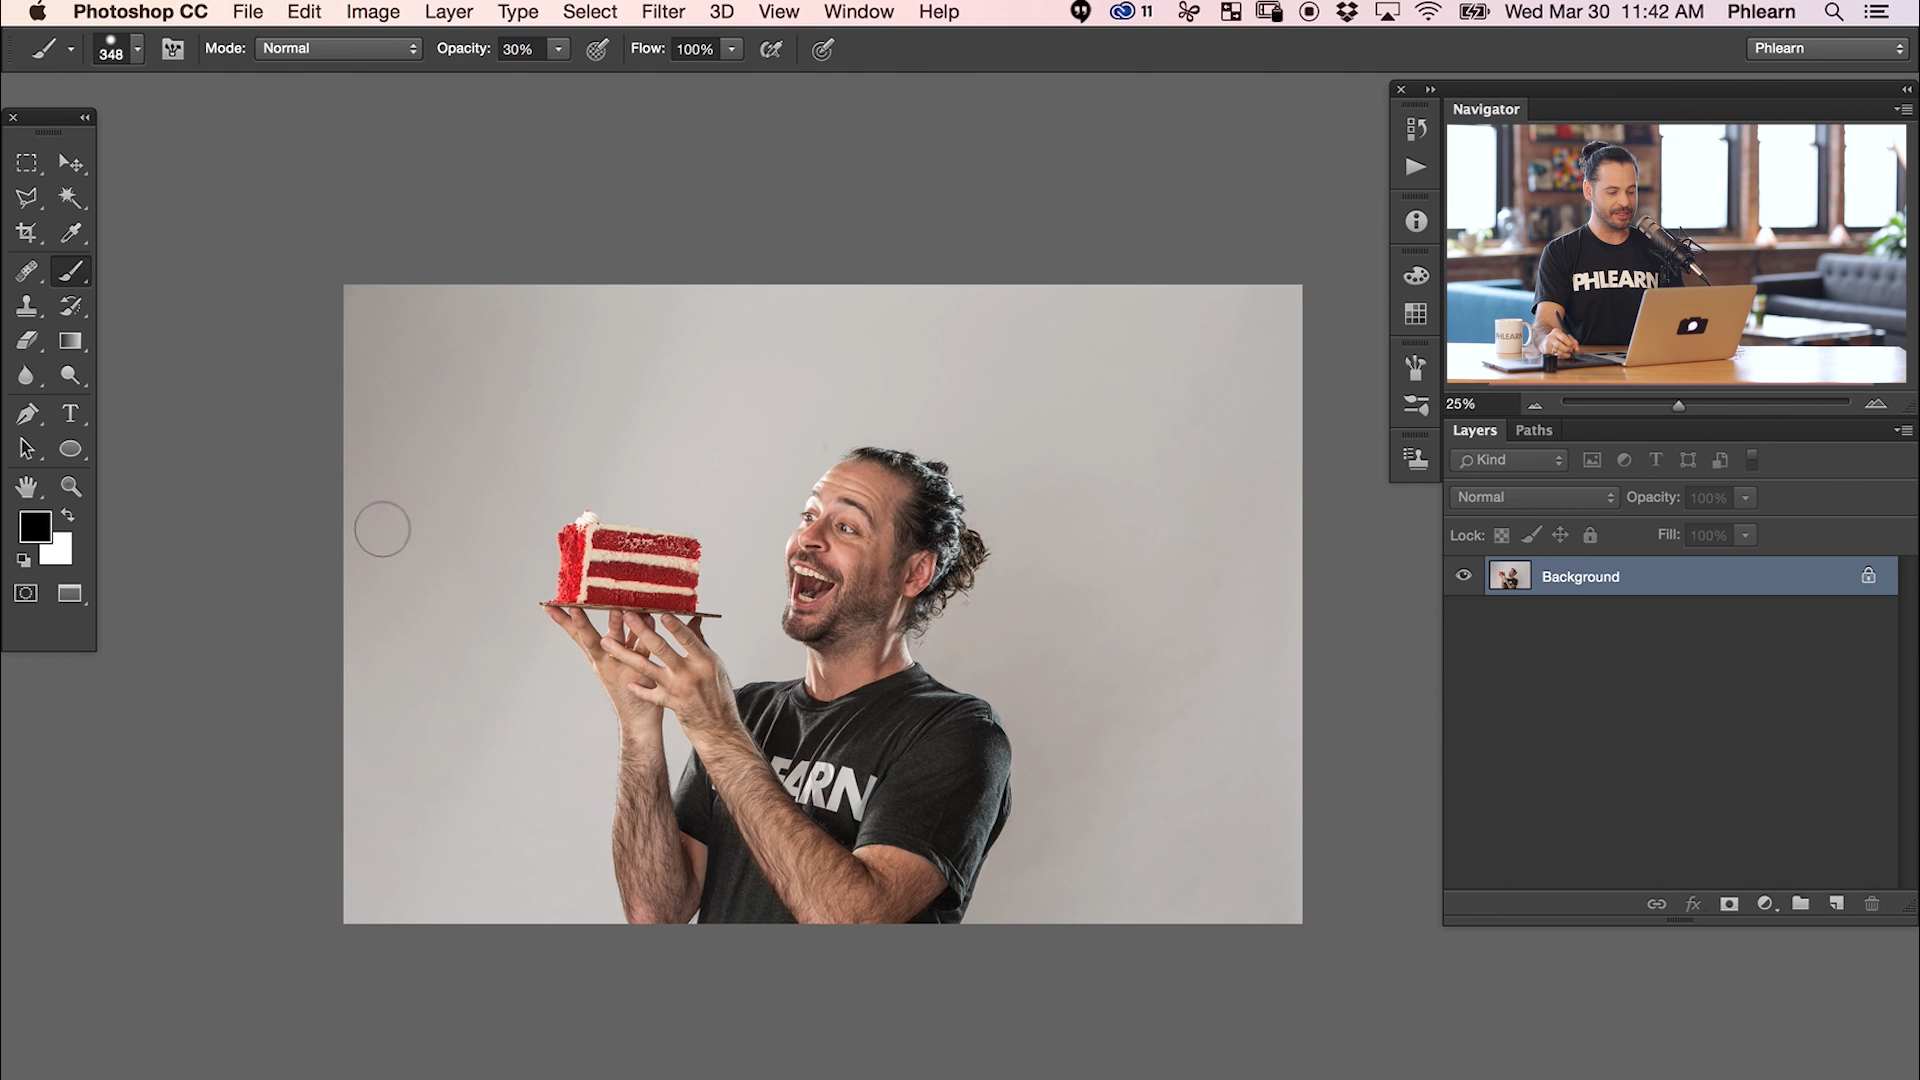 Photoshop CC File Edit Image Layer Type Select Filter 3D View Window Help 11 Wed Mar 30 11:42 AM Phlearn
348 Mode: Normal Opacity: 30% Flow: 100% Phlearn
Navigator
PHLEARN
PHLEARN
25%
Layers Paths
Kind
Normal Opacity: 100%
Lock: Fill: 100%
Background
EARN